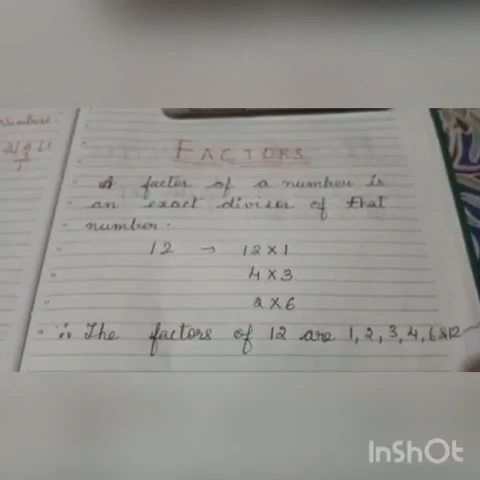 FACTORS
A factor of a number is
an exact divisor of that
number.
12 → 12 × 1
4 × 3
2 × 6
∴ The factors of 12 are 1, 2, 3, 4, 6 & 12
InShOt